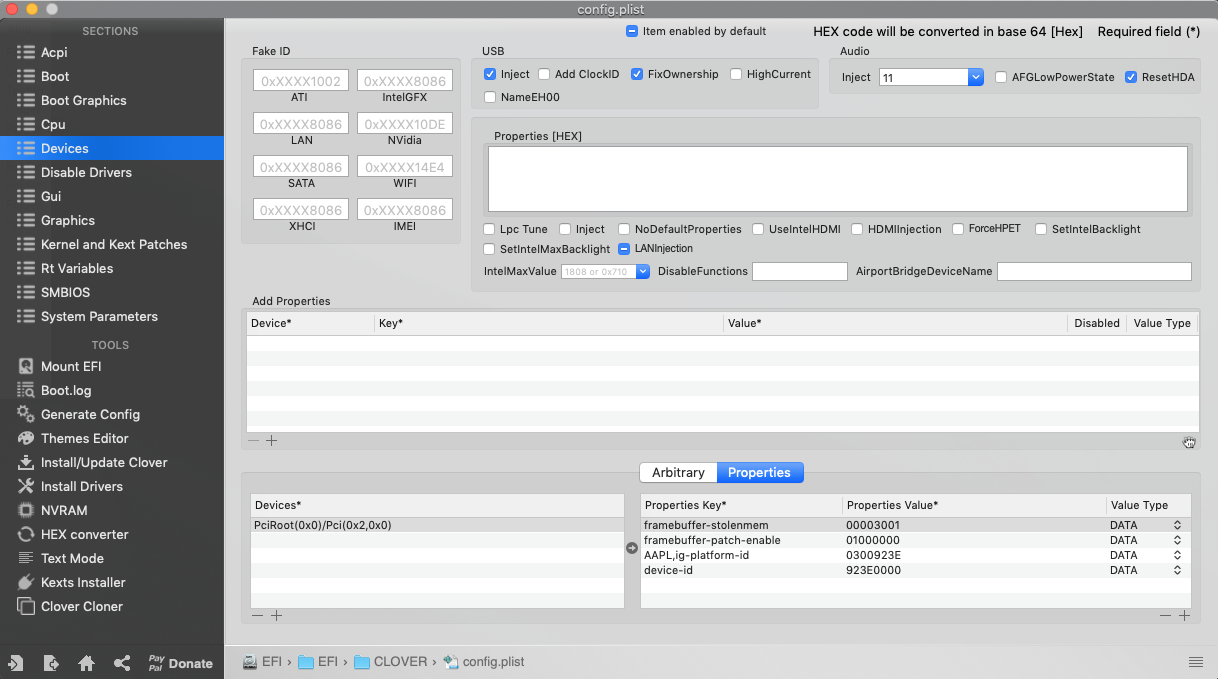 config.plist
SECTIONS
Acpi
Boot
Boot Graphics
Cpu
Devices
Disable Drivers
Gui
Graphics
Kernel and Kext Patches
Rt Variables
SMBIOS
System Parameters
TOOLS
Mount EFI
Boot.log
Generate Config
Themes Editor
Install/Update Clover
Install Drivers
NVRAM
HEX converter
Text Mode
Kexts Installer
Clover Cloner
Pay
Pal
Donate
Item enabled by default
HEX code will be converted in base 64 [Hex]
Required field (*)
Fake ID
0xXXXX1002
0xXXXX8086
ATI
IntelGFX
0xXXXX8086
0xXXXX10DE
LAN
NVidia
0xXXXX8086
0xXXXX14E4
SATA
WIFI
0xXXXX8086
0xXXXX8086
XHCI
IMEI
USB
Inject
Add ClockID
FixOwnership
HighCurrent
NameEH00
Audio
Inject
11
AFGLowPowerState
ResetHDA
Properties [HEX]
Lpc Tune
Inject
NoDefaultProperties
UseIntelHDMI
HDMIInjection
ForceHPET
SetIntelBacklight
SetIntelMaxBacklight
LANInjection
IntelMaxValue
1808 or 0x710
DisableFunctions
AirportBridgeDeviceName
Add Properties
Device*
Key*
Value*
Disabled
Value Type
Arbitrary
Properties
Devices*
PciRoot(0x0)/Pci(0x2,0x0)
Properties Key*
Properties Value*
Value Type
framebuffer-stolenmem
00003001
DATA
framebuffer-patch-enable
01000000
DATA
AAPL,ig-platform-id
0300923E
DATA
device-id
923E0000
DATA
EFI › EFI › CLOVER › config.plist